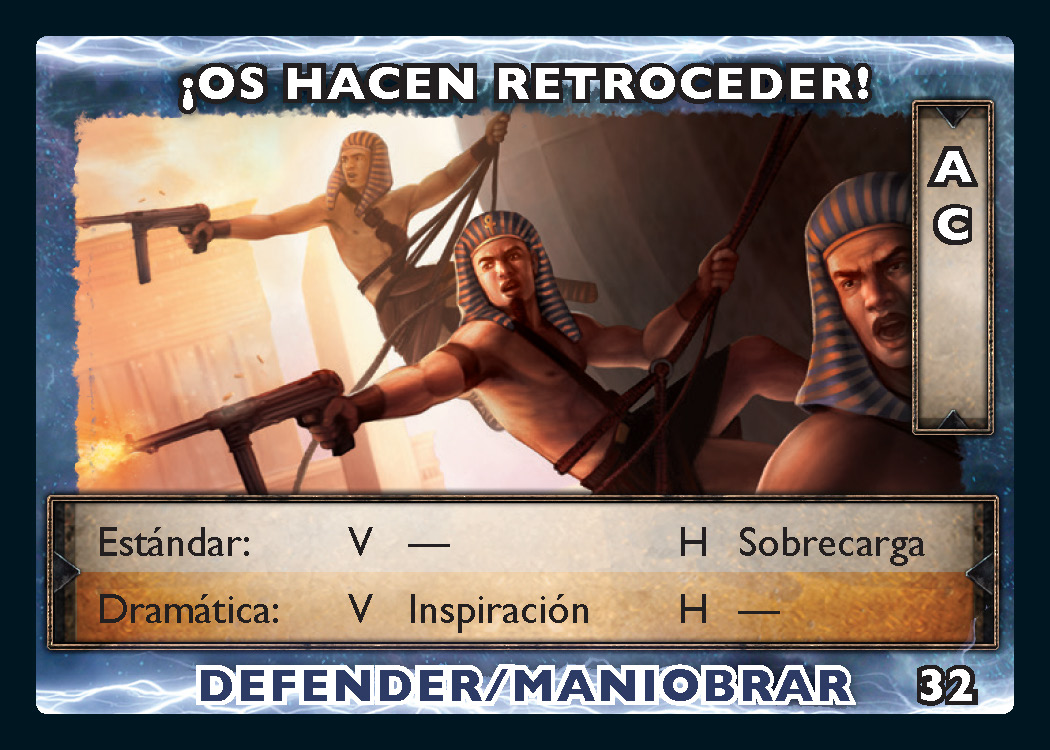 ¡OS HACEN RETROCEDER!
A
C
Estándar: V — H Sobrecarga
Dramática: V Inspiración H —
DEFENDER/MANIOBRAR 32